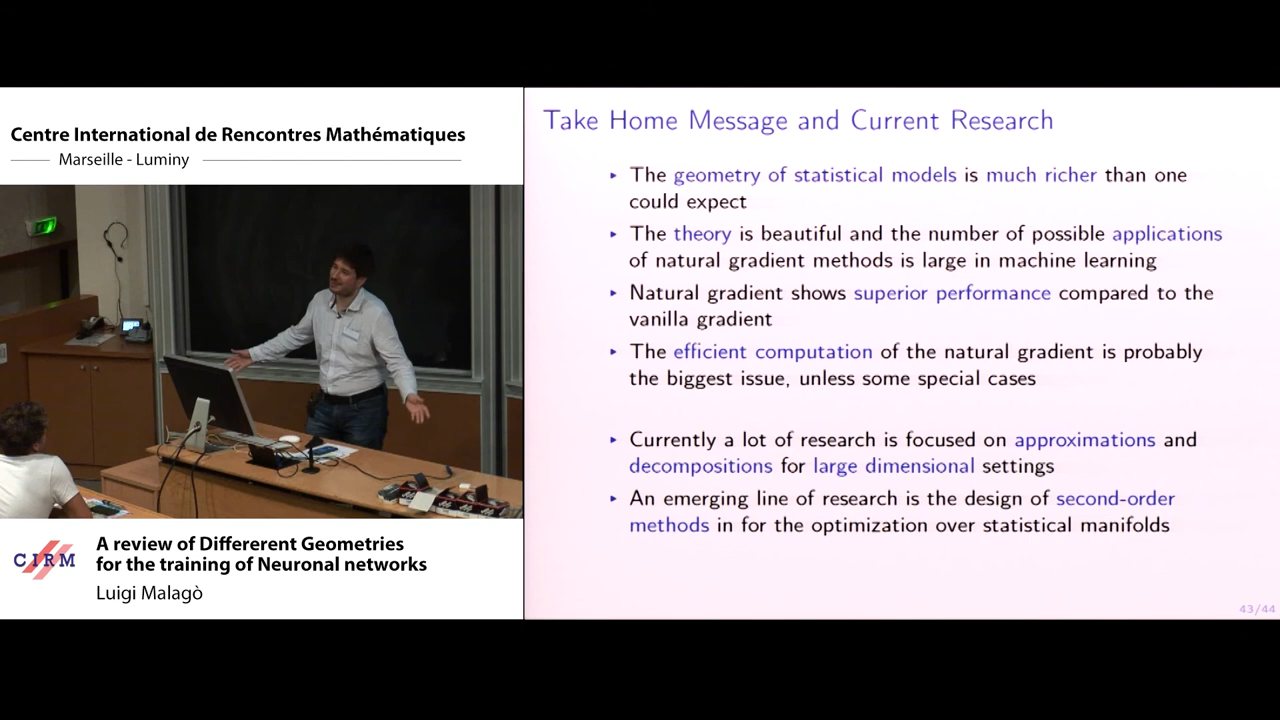 Centre International de Rencontres Mathématiques
Marseille - Luminy
CIRM
A review of Differerent Geometries
for the training of Neuronal networks
Luigi Malagò
Take Home Message and Current Research
▸ The geometry of statistical models is much richer than one
could expect
▸ The theory is beautiful and the number of possible applications
of natural gradient methods is large in machine learning
▸ Natural gradient shows superior performance compared to the
vanilla gradient
▸ The efficient computation of the natural gradient is probably
the biggest issue, unless some special cases
▸ Currently a lot of research is focused on approximations and
decompositions for large dimensional settings
▸ An emerging line of research is the design of second-order
methods in for the optimization over statistical manifolds
43/44